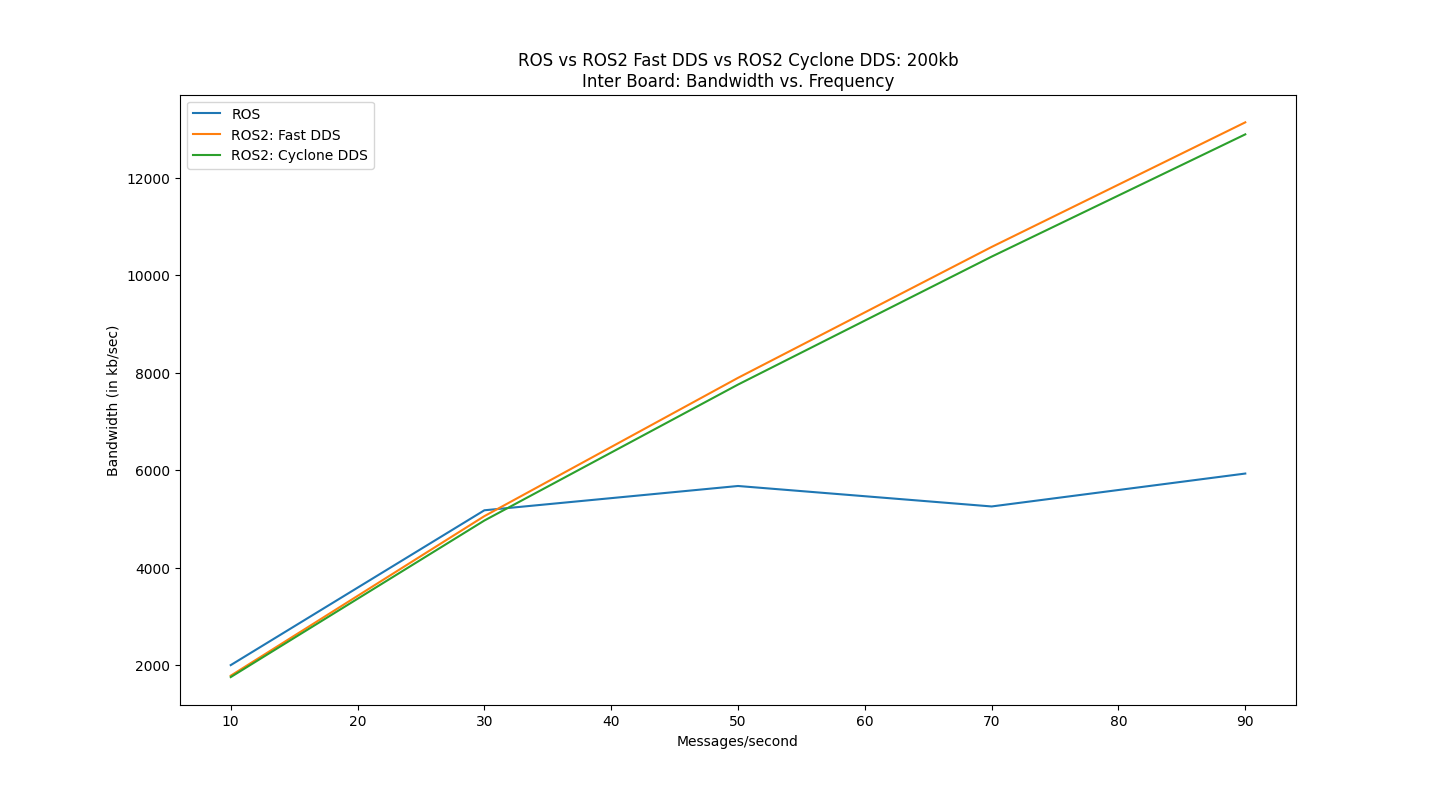 ROS vs ROS2 Fast DDS vs ROS2 Cyclone DDS: 200kb
Inter Board: Bandwidth vs. Frequency
ROS
ROS2: Fast DDS
ROS2: Cyclone DDS
Bandwidth (in kb/sec)
12000
10000
8000
6000
4000
2000
10 20 30 40 50 60 70 80 90
Messages/second